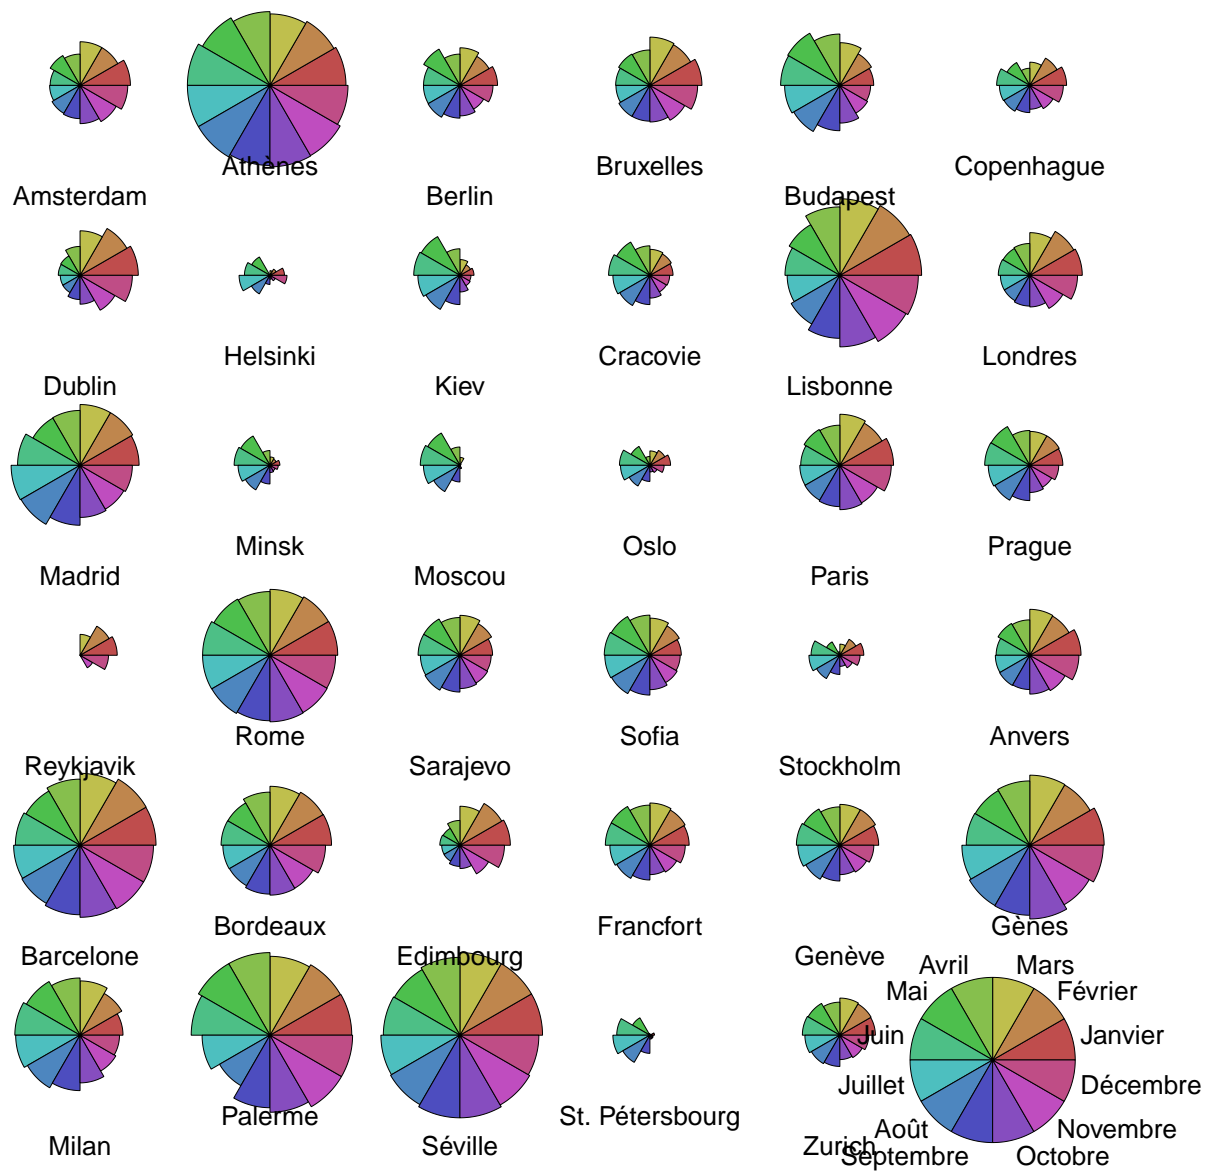 Athènes
Bruxelles
Copenhague
Amsterdam
Berlin
Budapest
Helsinki
Cracovie
Londres
Dublin
Kiev
Lisbonne
Minsk
Oslo
Prague
Madrid
Moscou
Paris
Rome
Sofia
Anvers
Reykjavik
Sarajevo
Stockholm
Bordeaux
Francfort
Gènes
Barcelone
Edimbourg
Genève
Avril
Mars
Mai
Février
Juin
Janvier
Juillet
Décembre
Palerme
St. Pétersbourg
Août
Novembre
Milan
Séville
Zurich
Septembre
Octobre